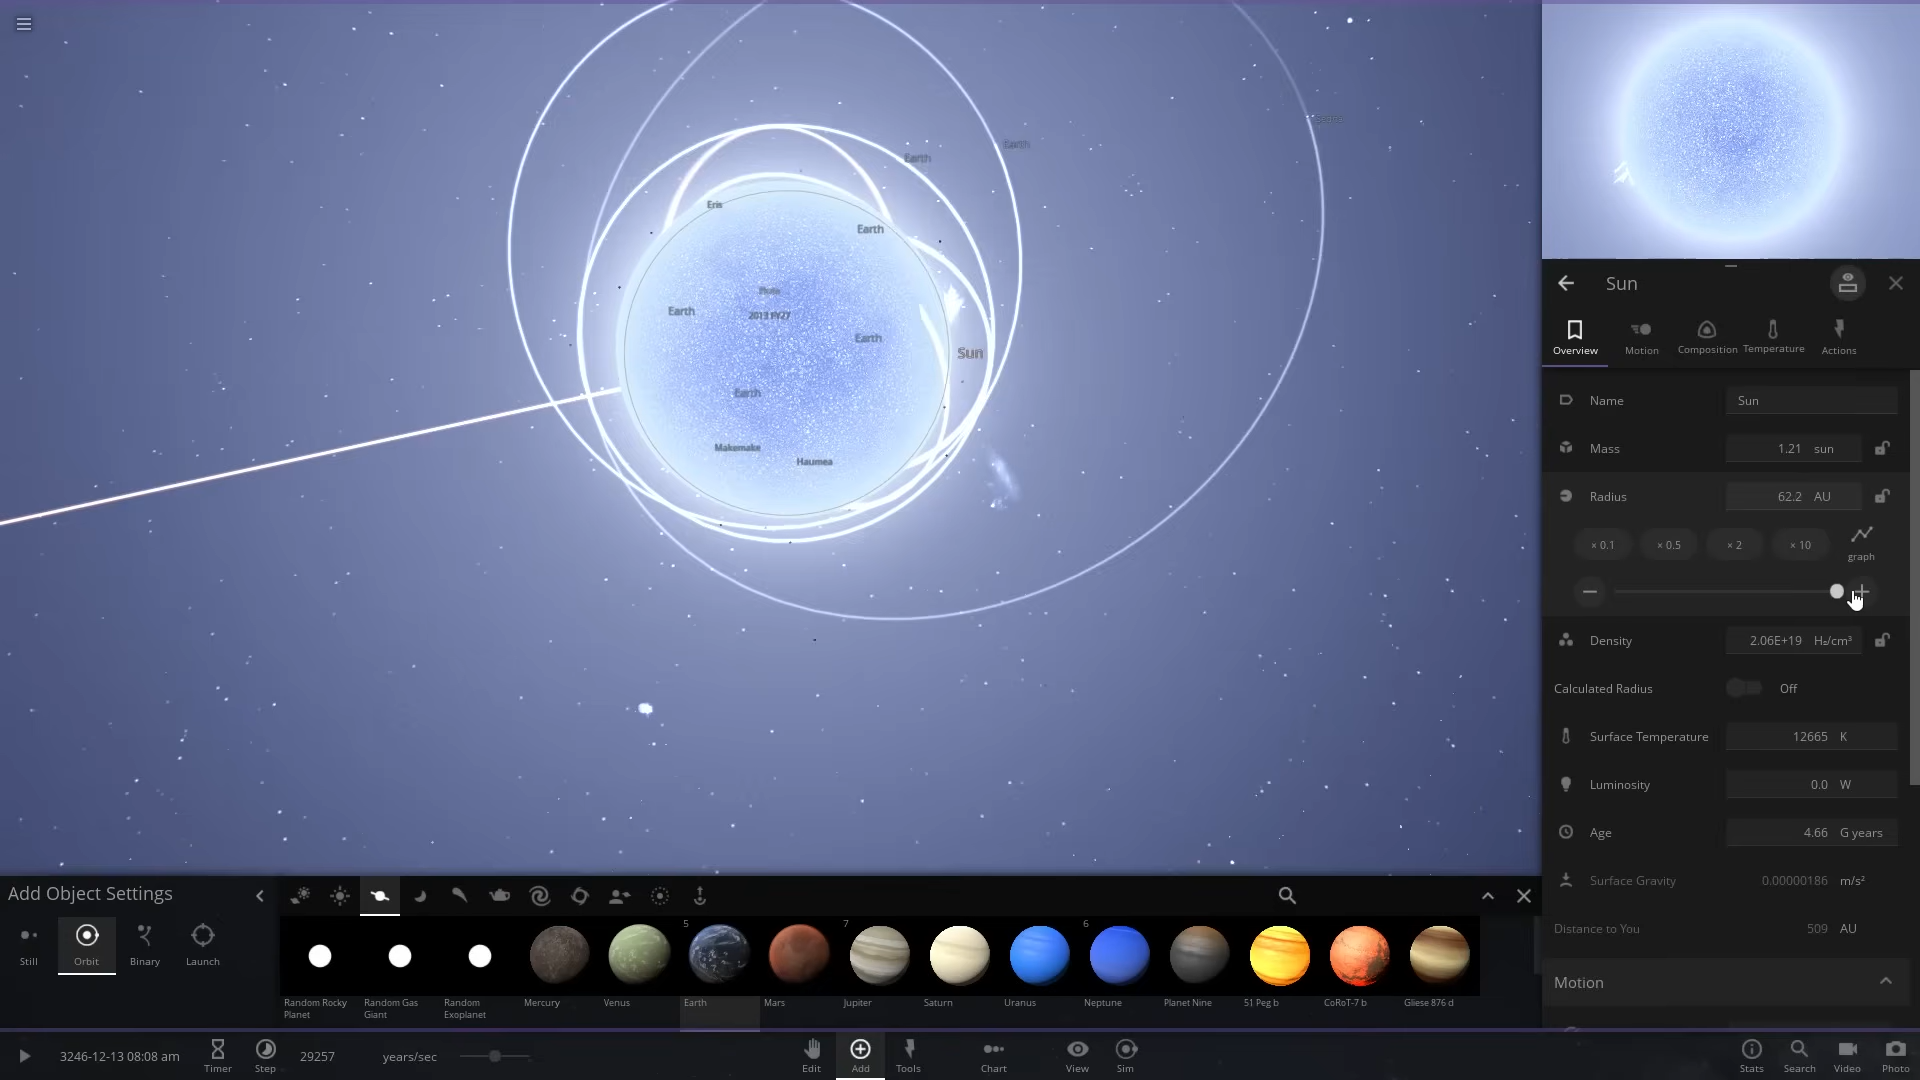 Earth
Earth
Eris
Earth
Pluto
Earth
2013 FY27
Earth
Sun
Earth
Makemake
Haumea
Sun
Overview
Motion
Composition
Temperature
Actions
Name
Sun
Mass
1.21 sun
Radius
62.2 AU
× 0.1
× 0.5
× 2
× 10
graph
Density
2.06E+19 H₂/cm³
Calculated Radius
Off
Surface Temperature
12665 K
Luminosity
0.0 W
Age
4.66 G years
Surface Gravity
0.00000186 m/s²
Distance to You
509 AU
Motion
Add Object Settings
Still
Orbit
Binary
Launch
5
7
6
Random Rocky Planet
Random Gas Giant
Random Exoplanet
Mercury
Venus
Earth
Mars
Jupiter
Saturn
Uranus
Neptune
Planet Nine
51 Peg b
CoRoT-7 b
Gliese 876 d
3246-12-13 08:08 am
Timer
Step
29257 years/sec
Edit
Add
Tools
Chart
View
Sim
Stats
Search
Video
Photo